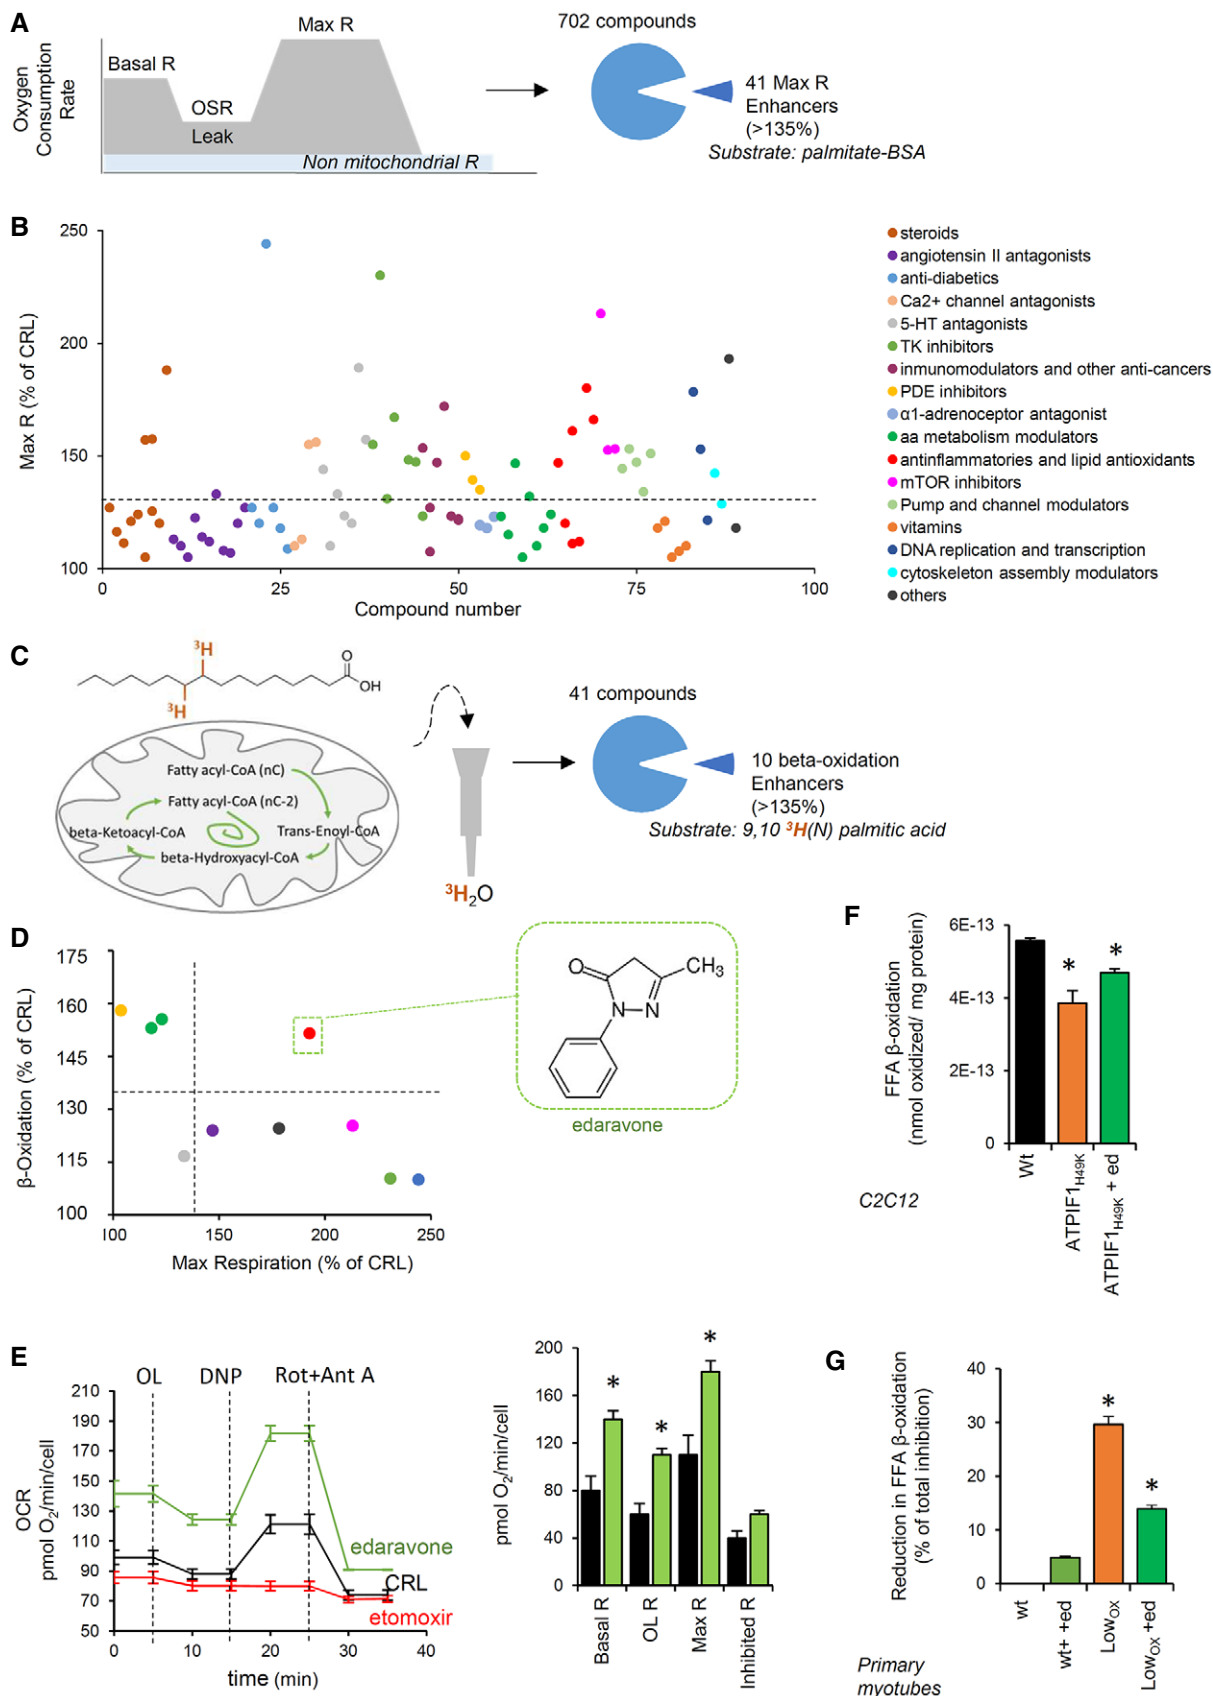 A
Oxygen
Consumption
Rate
Basal R
OSR
Leak
Max R
Non mitochondrial R
702 compounds
41 Max R
Enhancers
(>135%)
Substrate: palmitate-BSA
B
Max R (% of CRL)
250
200
150
100
0
25
50
75
100
Compound number
steroids
angiotensin II antagonists
anti-diabetics
Ca2+ channel antagonists
5-HT antagonists
TK inhibitors
inmunomodulators and other anti-cancers
PDE inhibitors
α1-adrenoceptor antagonist
aa metabolism modulators
antinflammatories and lipid antioxidants
mTOR inhibitors
Pump and channel modulators
vitamins
DNA replication and transcription
cytoskeleton assembly modulators
others
C
³H
³H
O
OH
Fatty acyl-CoA (nC)
Fatty acyl-CoA (nC-2)
beta-Ketoacyl-CoA
Trans-Enoyl-CoA
beta-Hydroxyacyl-CoA
³H₂O
41 compounds
10 beta-oxidation
Enhancers
(>135%)
Substrate: 9,10 ³H(N) palmitic acid
D
β-Oxidation (% of CRL)
175
160
145
130
115
100
100
150
200
250
Max Respiration (% of CRL)
O
CH₃
N
N
edaravone
F
FFA β-oxidation
(nmol oxidized/ mg protein)
6E-13
4E-13
2E-13
0
*
*
Wt
ATPIF1H49K
ATPIF1H49K + ed
C2C12
E
OCR
pmol O₂/min/cell
210
190
170
150
130
110
90
70
50
OL
DNP
Rot+Ant A
edaravone
CRL
etomoxir
0
10
20
30
40
time (min)
pmol O₂/min/cell
200
160
120
80
40
0
*
*
*
Basal R
OL R
Max R
Inhibited R
G
Reduction in FFA β-oxidation
(% of total inhibition)
40
30
20
10
0
*
*
wt
wt+ +ed
LowOX
LowOX +ed
Primary
myotubes